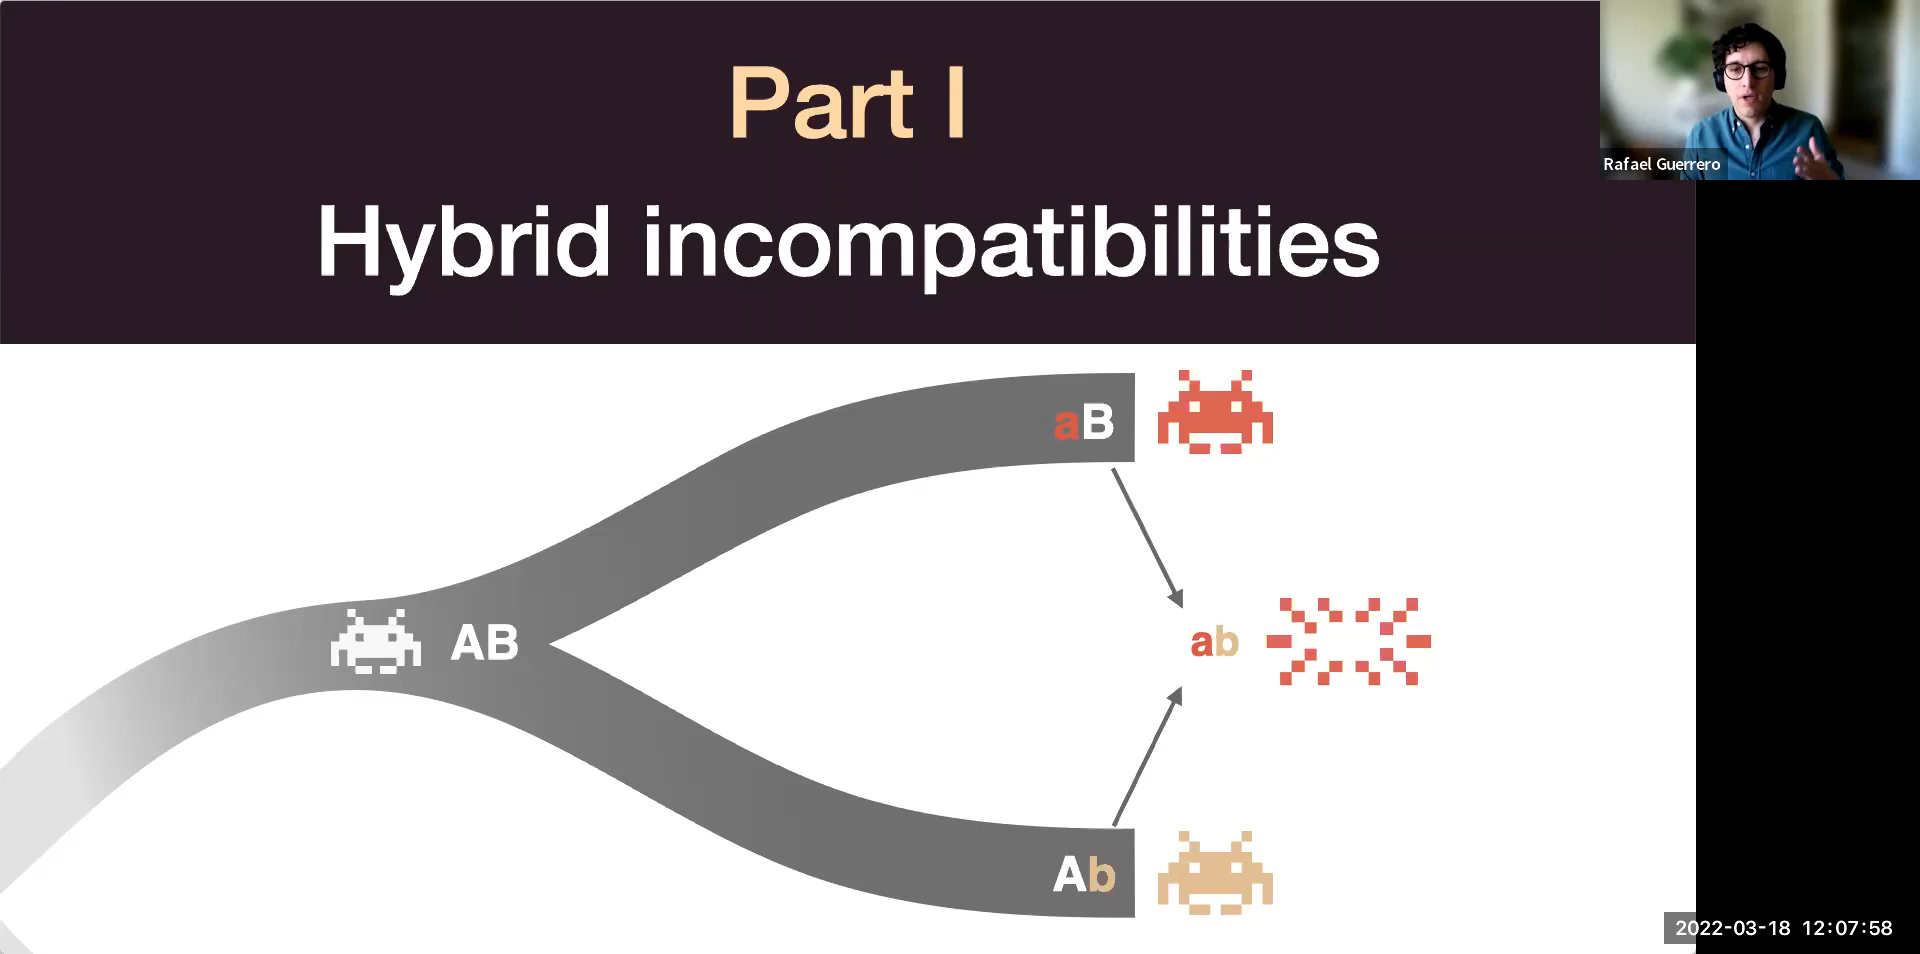 Part I
Hybrid incompatibilities
Rafael Guerrero
aB
AB
ab
Ab
2022-03-18 12:07:58